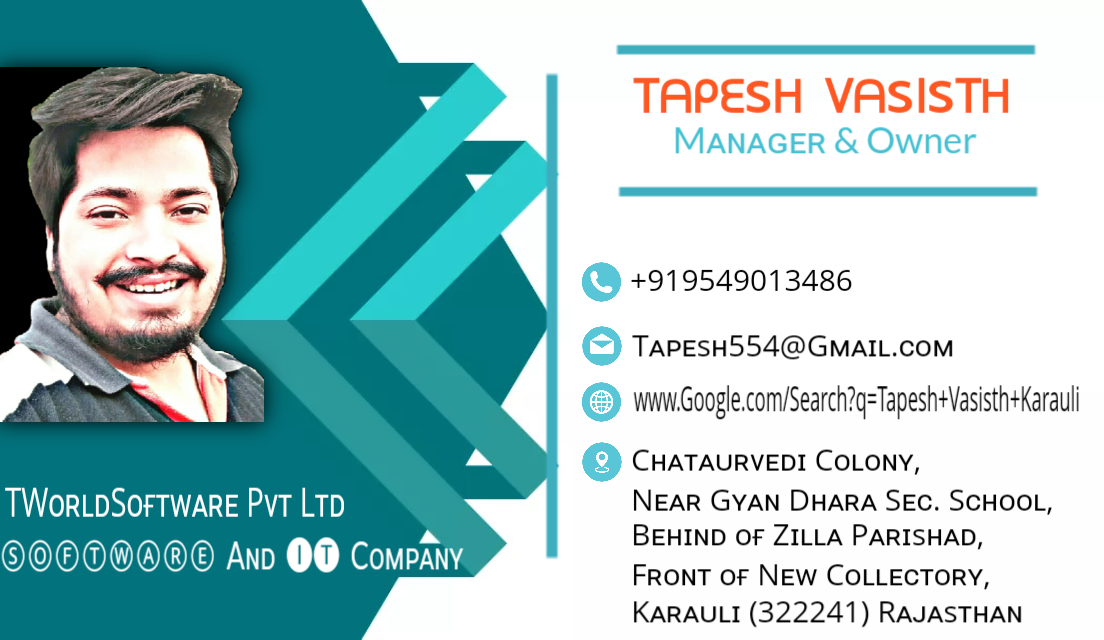 TAPESH VASISTH
MANAGER & OWNER
+919549013486
TAPESH554@GMAIL.COM
www.Google.com/Search?q=Tapesh+Vasisth+Karauli
CHATAURVEDI COLONY,
NEAR GYAN DHARA SEC. SCHOOL,
BEHIND OF ZILLA PARISHAD,
FRONT OF NEW COLLECTORY,
KARAULI (322241) RAJASTHAN
TWORLDSOFTWARE PVT LTD
ⓈⓄⒻⓉⓌⒶⓇⒺ AND 🅘🅣 COMPANY